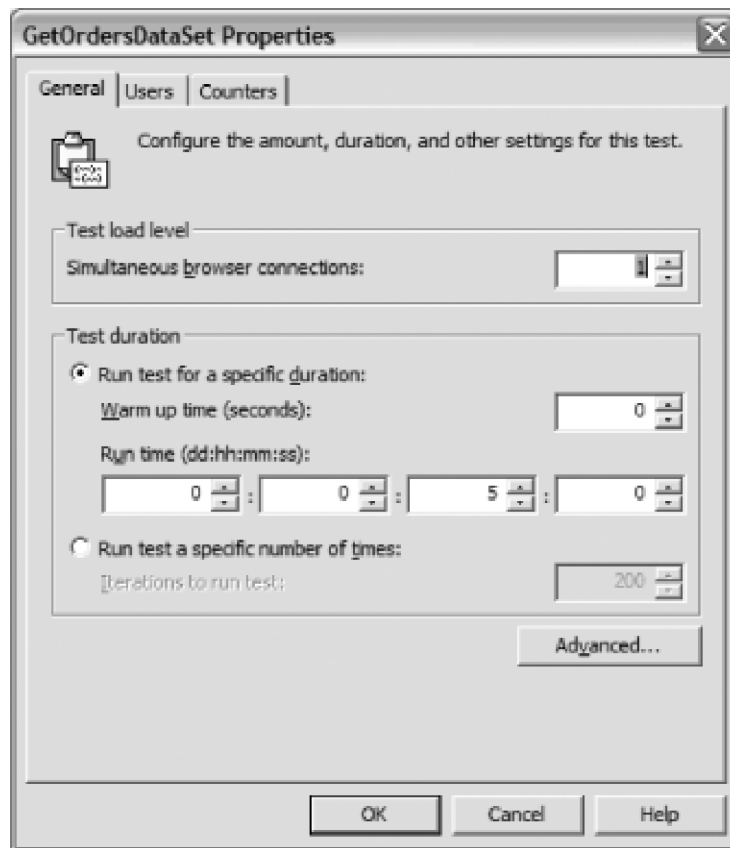 GetOrdersDataSet Properties
General Users Counters
Configure the amount, duration, and other settings for this test.
Test load level
Simultaneous browser connections: 1
Test duration
Run test for a specific duration:
Warm up time (seconds): 0
Run time (dd:hh:mm:ss):
0 : 0 : 5 : 0
Run test a specific number of times:
Iterations to run test: 200
Advanced...
OK Cancel Help